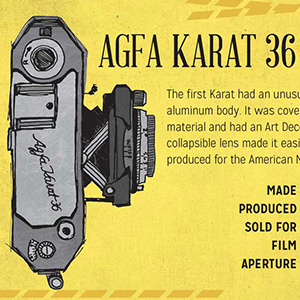 AGFA KARAT 36
The first Karat had an unusu
aluminum body. It was cove
material and had an Art Dec
collapsible lens made it easi
produced for the American M
MADE
PRODUCED
SOLD FOR
FILM
APERTURE
Agfa Karat 36